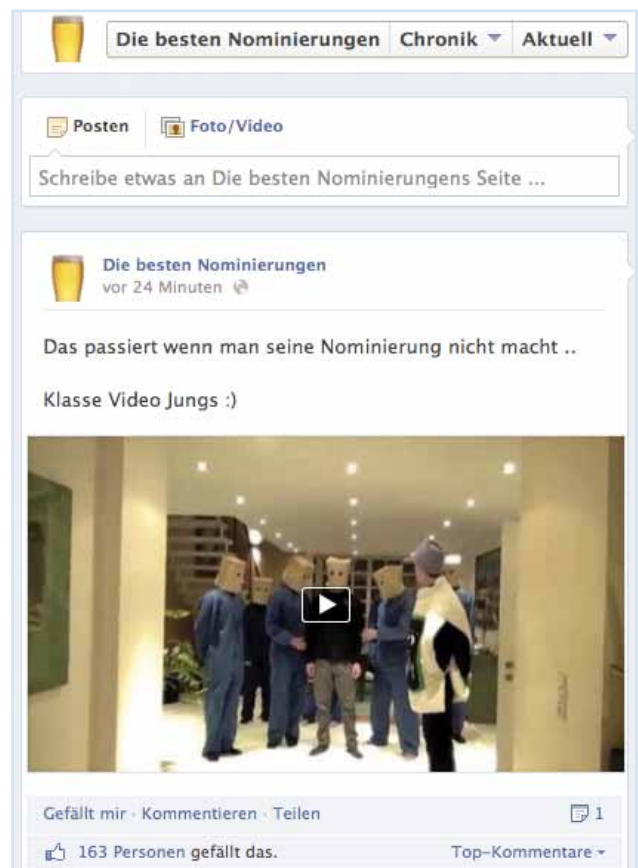 Die besten Nominierungen Chronik Aktuell
Posten Foto/Video
Schreibe etwas an Die besten Nominierungens Seite ...
Die besten Nominierungen
vor 24 Minuten
Das passiert wenn man seine Nominierung nicht macht ..
Klasse Video Jungs :)
Gefällt mir · Kommentieren · Teilen 1
163 Personen gefällt das. Top-Kommentare